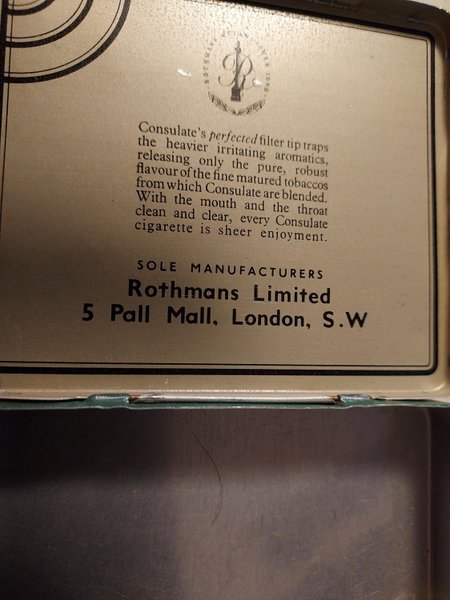 R
Consulate's perfected filter tip traps
the heavier irritating aromatics,
releasing only the pure, robust
flavour of the fine matured tobaccos
from which Consulate are blended.
With the mouth and the throat
clean and clear, every Consulate
cigarette is sheer enjoyment.
SOLE MANUFACTURERS
Rothmans Limited
5 Pall Mall, London, S.W